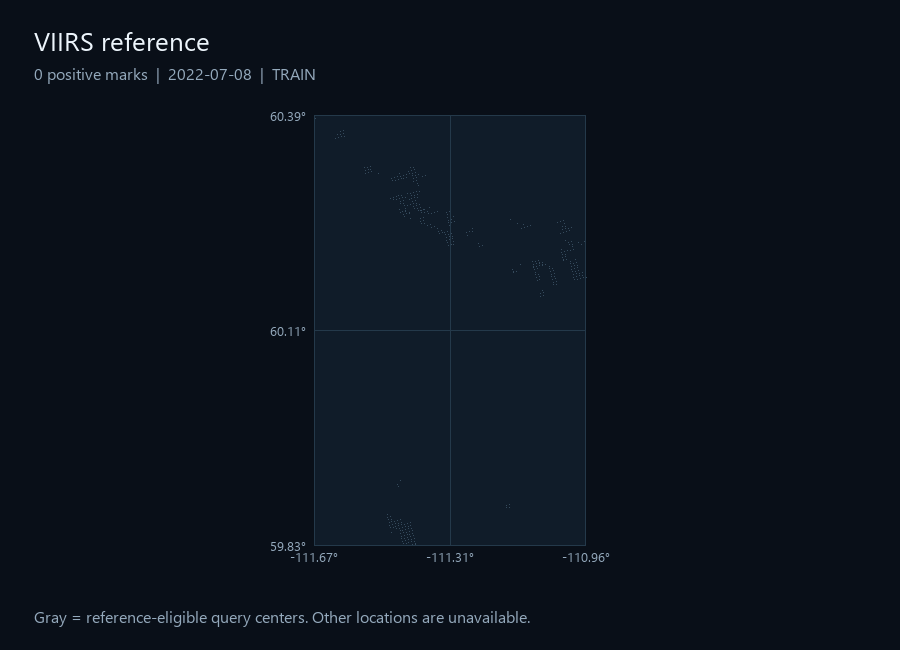 VIIRS reference
0 positive marks | 2022-07-08 | TRAIN
60.39°
60.11°
59.83°
-111.67° -111.31° -110.96°
Gray = reference-eligible query centers. Other locations are unavailable.